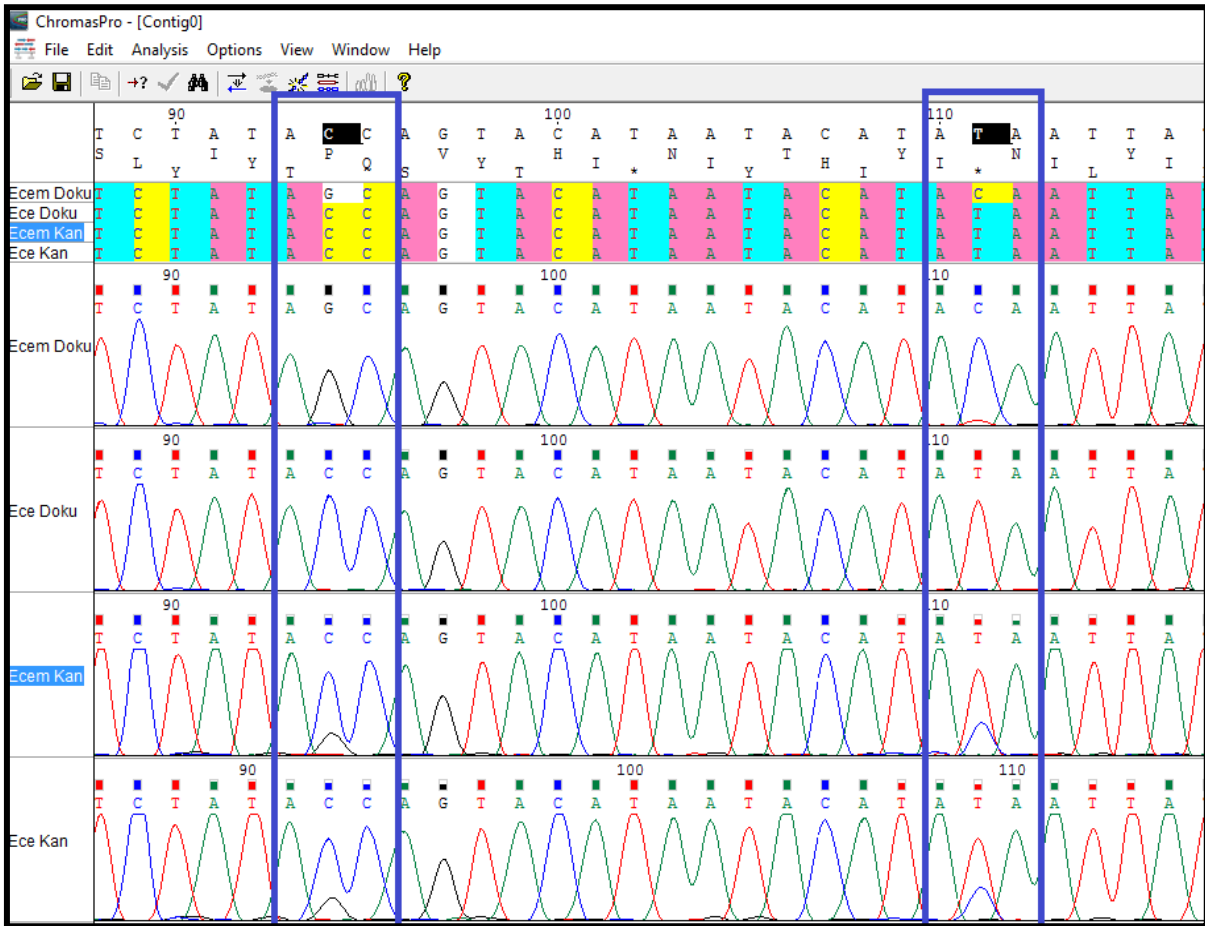 ChromasPro - [Contig0]
File Edit Analysis Options View Window Help
90 100 110
T C T A T A C C A G T A C A T A A T A C A T A T A A T T A
S I P V H N T Y I N Y
L Y Q Y I I H I I
Y T S T * Y I * L
Ecem Doku T C T A T A G C A G T A C A T A A T A C A T A C A A T T A
Ece Doku T C T A T A C C A G T A C A T A A T A C A T A T A A T T A
Ecem Kan T C T A T A C C A G T A C A T A A T A C A T A T A A T T A
Ece Kan T C T A T A C C A G T A C A T A A T A C A T A T A A T T A
90 100 110
T C T A T A G C A G T A C A T A A T A C A T A C A A T T A
Ecem Doku
90 100 110
T C T A T A C C A G T A C A T A A T A C A T A T A A T T A
Ece Doku
90 100 110
T C T A T A C C A G T A C A T A A T A C A T A T A A T T A
Ecem Kan
90 100 110
T C T A T A C C A G T A C A T A A T A C A T A T A A T T A
Ece Kan